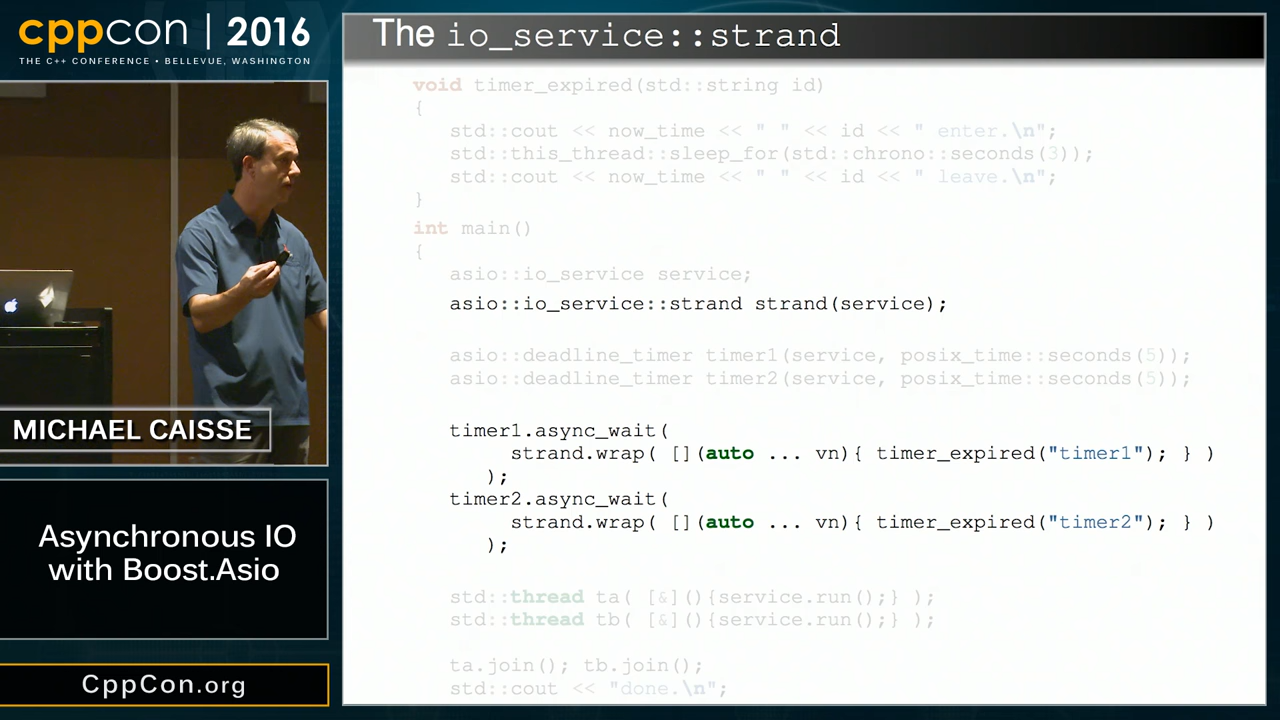 cppcon | 2016
THE C++ CONFERENCE • BELLEVUE, WASHINGTON
MICHAEL CAISSE
Asynchronous IO
with Boost.Asio
CppCon.org
The io_service::strand
void timer_expired(std::string id)
{
std::cout << now_time << " " << id << " enter.\n";
std::this_thread::sleep_for(std::chrono::seconds(3));
std::cout << now_time << " " << id << " leave.\n";
}
int main()
{
asio::io_service service;
asio::io_service::strand strand(service);
asio::deadline_timer timer1(service, posix_time::seconds(5));
asio::deadline_timer timer2(service, posix_time::seconds(5));
timer1.async_wait(
strand.wrap( [](auto ... vn){ timer_expired("timer1"); } )
);
timer2.async_wait(
strand.wrap( [](auto ... vn){ timer_expired("timer2"); } )
);
std::thread ta( [&](){service.run();} );
std::thread tb( [&](){service.run();} );
ta.join(); tb.join();
std::cout << "done.\n";